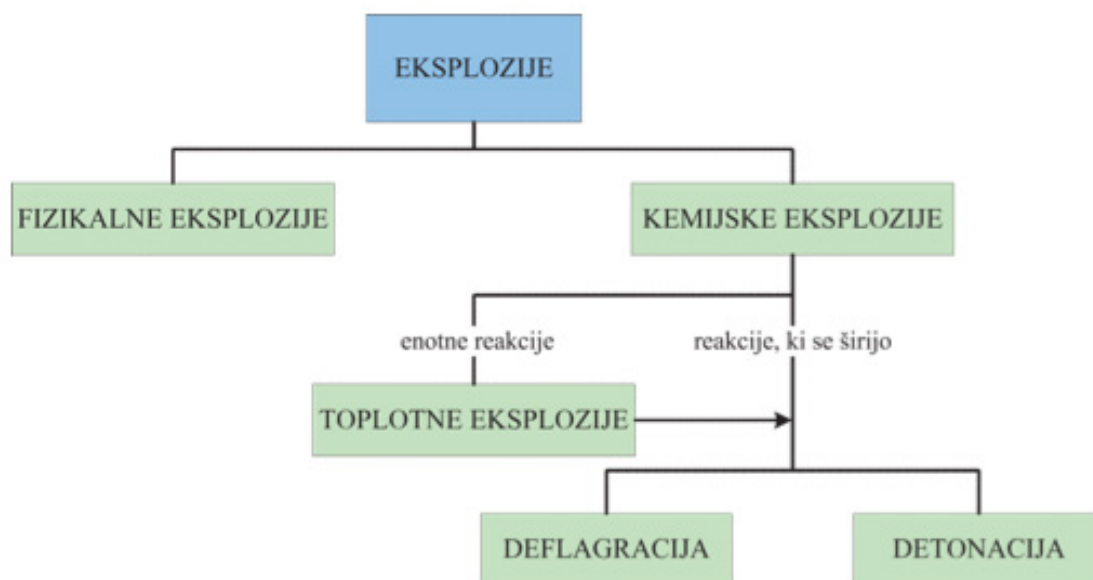 EKSPLOZIJE
FIZIKALNE EKSPLOZIJE
KEMIJSKE EKSPLOZIJE
enotne reakcije
reakcije, ki se širijo
TOPLOTNE EKSPLOZIJE
DEFLAGRACIJA
DETONACIJA